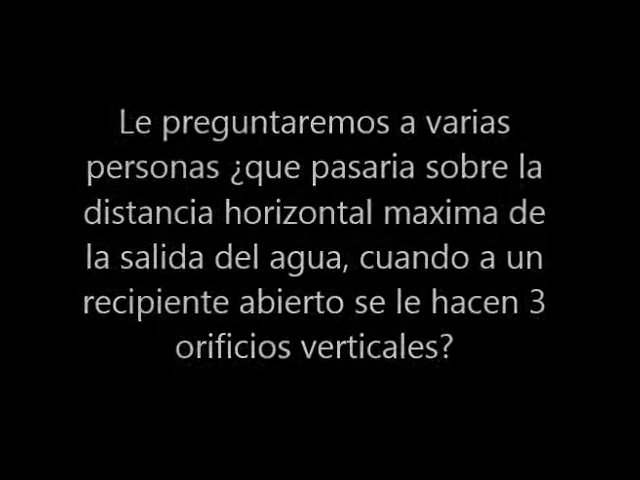 Le preguntaremos a varias
personas ¿que pasaria sobre la
distancia horizontal maxima de
la salida del agua, cuando a un
recipiente abierto se le hacen 3
orificios verticales?